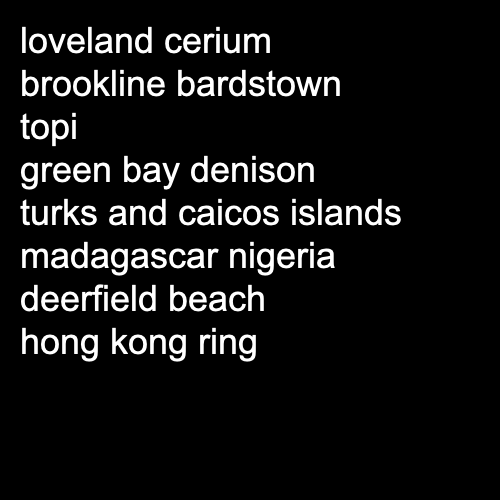 loveland cerium
brookline bardstown
topi
green bay denison
turks and caicos islands
madagascar nigeria
deerfield beach
hong kong ring